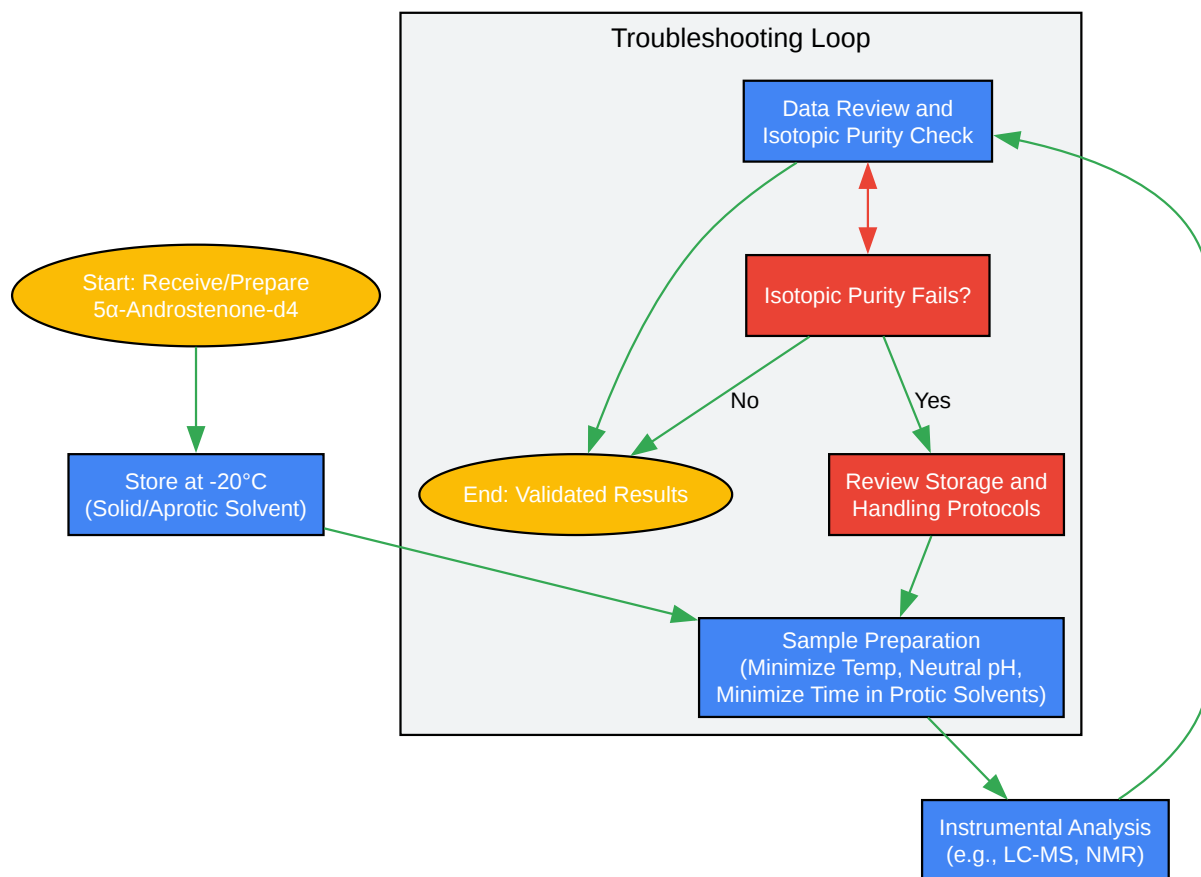 Troubleshooting Loop
Data Review and
Isotopic Purity Check
Start: Receive/Prepare
5α-Androstenone-d4
Isotopic Purity Fails?
No
Yes
Store at -20°C
(Solid/Aprotic Solvent)
End: Validated Results
Review Storage and
Handling Protocols
Sample Preparation
(Minimize Temp, Neutral pH,
Minimize Time in Protic Solvents)
Instrumental Analysis
(e.g., LC-MS, NMR)